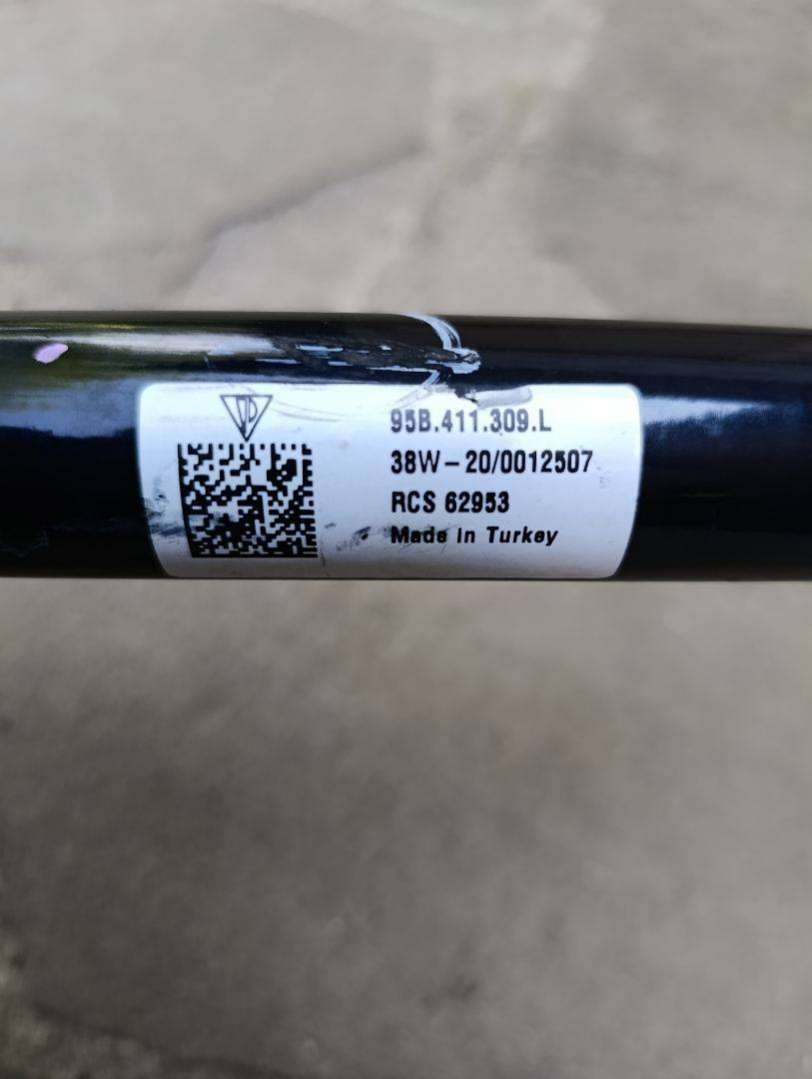 95B.411.309.L
38W-20/0012507
RCS 62953
Made in Turkey